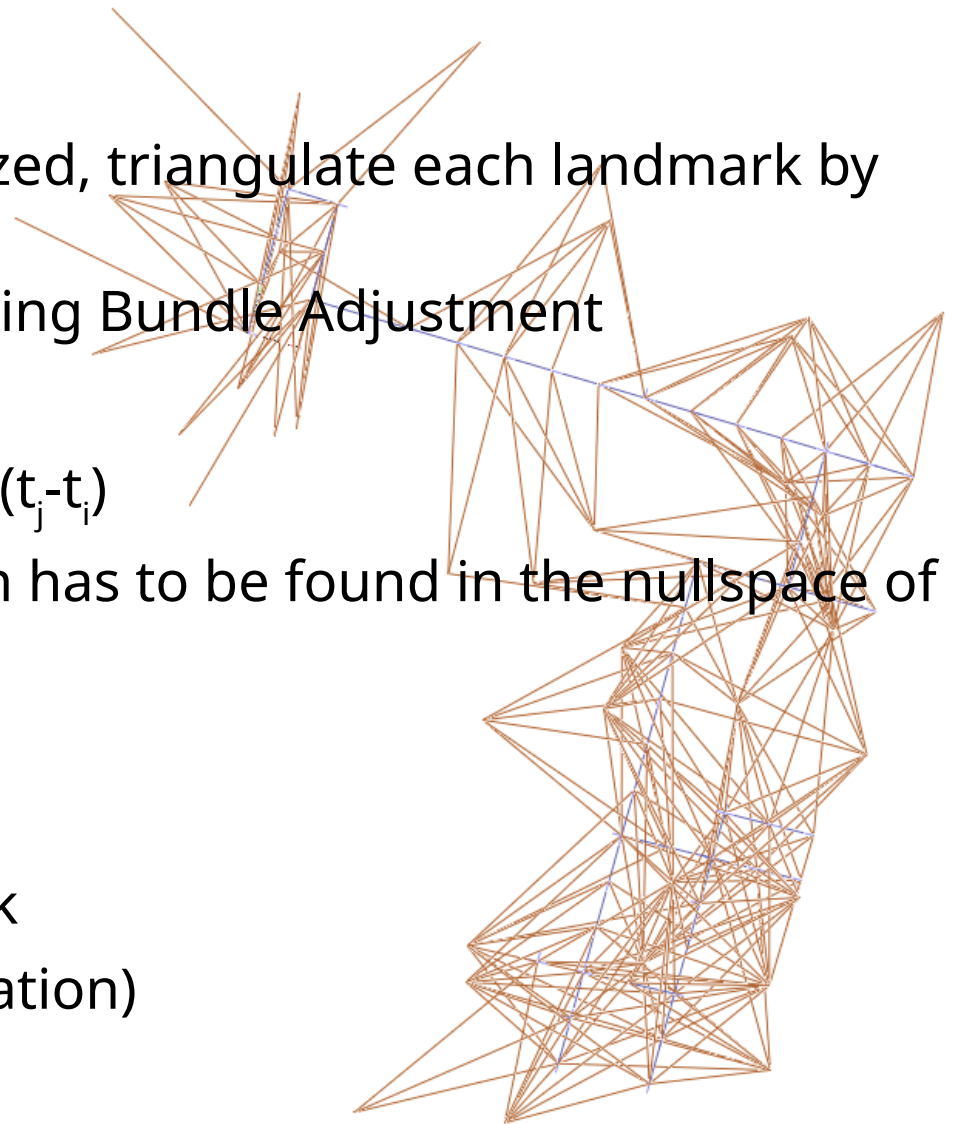 zed, triangulate each landmark by
ing Bundle Adjustment
(tj-ti)
n has to be found in the nullspace of
k
ation)